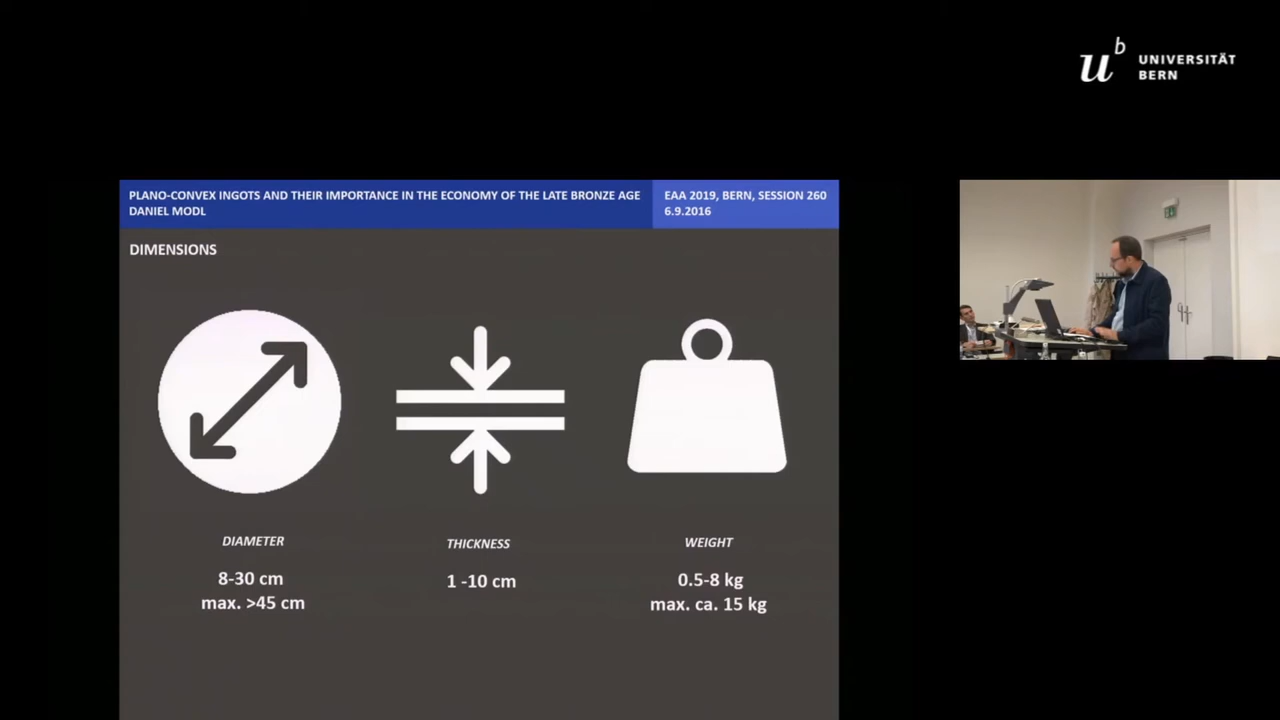 u^b UNIVERSITÄT
BERN
PLANO-CONVEX INGOTS AND THEIR IMPORTANCE IN THE ECONOMY OF THE LATE BRONZE AGE
DANIEL MODL
EAA 2019, BERN, SESSION 260
6.9.2016
DIMENSIONS
DIAMETER
8-30 cm
max. >45 cm
THICKNESS
1 -10 cm
WEIGHT
0.5-8 kg
max. ca. 15 kg